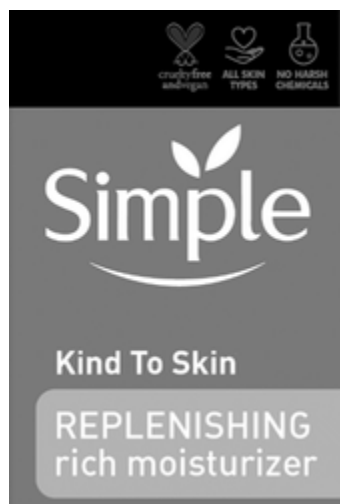 crueltyfree ALL SKIN NO HARSH
andvegan TYPES CHEMICALS
Simple
Kind To Skin
REPLENISHING
rich moisturizer